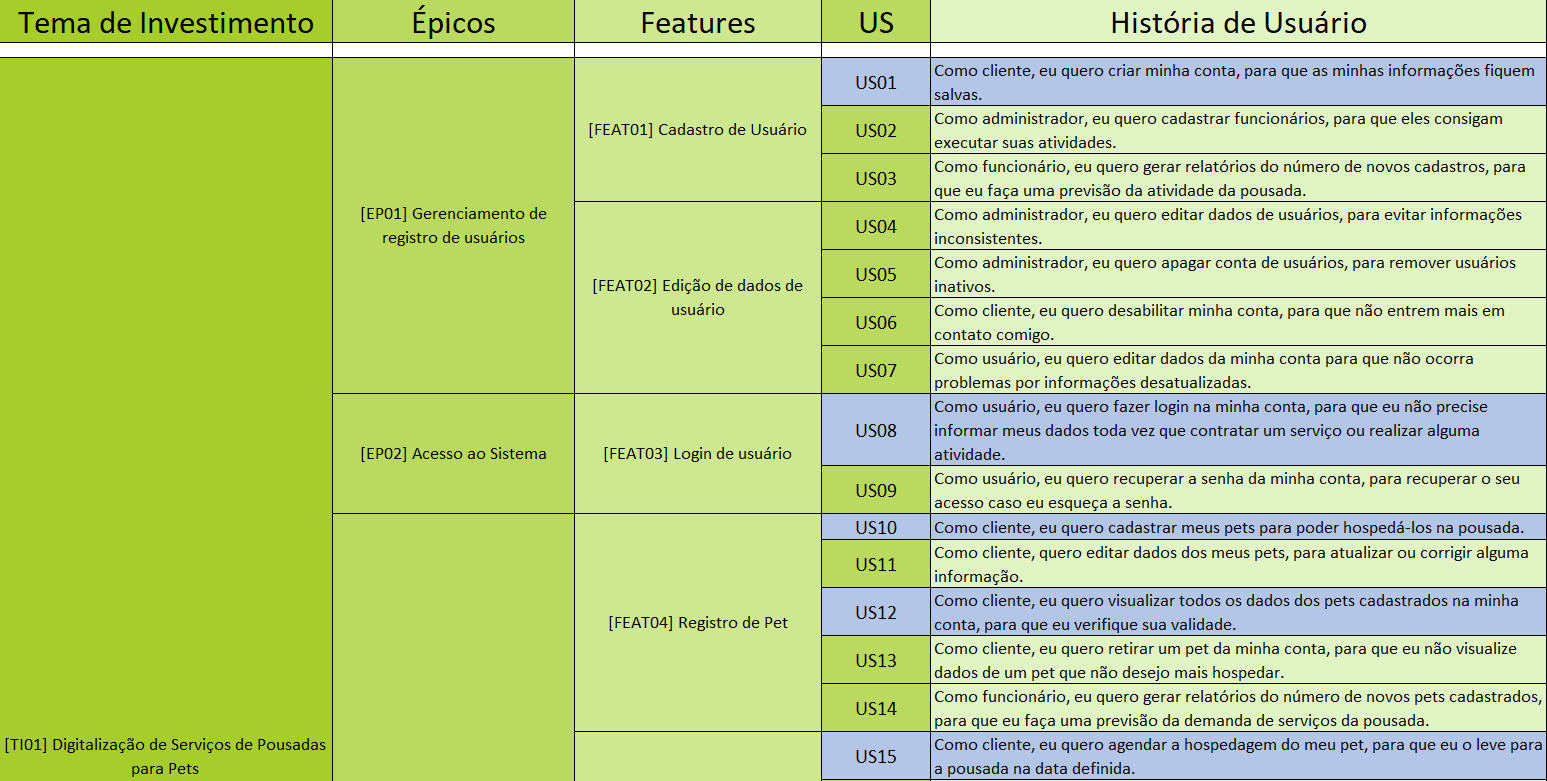 Tema de Investimento
Épicos
Features
US
História de Usuário
[TI01] Digitalização de Serviços de Pousadas
para Pets
[EP01] Gerenciamento de
registro de usuários
[FEAT01] Cadastro de Usuário
US01
Como cliente, eu quero criar minha conta, para que as minhas informações fiquem
salvas.
US02
Como administrador, eu quero cadastrar funcionários, para que eles consigam
executar suas atividades.
US03
Como funcionário, eu quero gerar relatórios do número de novos cadastros, para
que eu faça uma previsão da atividade da pousada.
[FEAT02] Edição de dados de
usuário
US04
Como administrador, eu quero editar dados de usuários, para evitar informações
inconsistentes.
US05
Como administrador, eu quero apagar conta de usuários, para remover usuários
inativos.
US06
Como cliente, eu quero desabilitar minha conta, para que não entrem mais em
contato comigo.
US07
Como usuário, eu quero editar dados da minha conta para que não ocorra
problemas por informações desatualizadas.
[EP02] Acesso ao Sistema
[FEAT03] Login de usuário
US08
Como usuário, eu quero fazer login na minha conta, para que eu não precise
informar meus dados toda vez que contratar um serviço ou realizar alguma
atividade.
US09
Como usuário, eu quero recuperar a senha da minha conta, para recuperar o seu
acesso caso eu esqueça a senha.
[FEAT04] Registro de Pet
US10
Como cliente, eu quero cadastrar meus pets para poder hospedá-los na pousada.
US11
Como cliente, quero editar dados dos meus pets, para atualizar ou corrigir alguma
informação.
US12
Como cliente, eu quero visualizar todos os dados dos pets cadastrados na minha
conta, para que eu verifique sua validade.
US13
Como cliente, eu quero retirar um pet da minha conta, para que eu não visualize
dados de um pet que não desejo mais hospedar.
US14
Como funcionário, eu quero gerar relatórios do número de novos pets cadastrados,
para que eu faça uma previsão da demanda de serviços da pousada.
US15
Como cliente, eu quero agendar a hospedagem do meu pet, para que eu o leve para
a pousada na data definida.